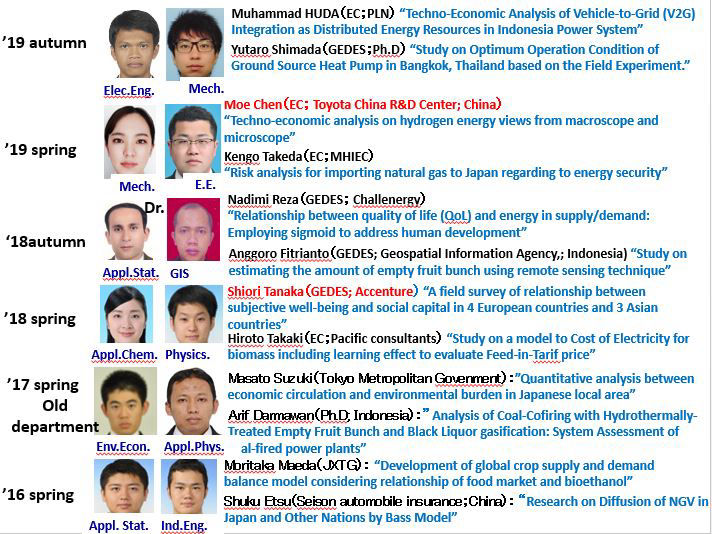 '19 autumn
Elec.Eng.
Mech.
Muhammad HUDA(EC;PLN) "Techno-Economic Analysis of Vehicle-to-Grid (V2G)
Integration as Distributed Energy Resources in Indonesia Power System"
Yutaro Shimada(GEDES;Ph.D) "Study on Optimum Operation Condition of
Ground Source Heat Pump in Bangkok, Thailand based on the Field Experiment."
'19 spring
Mech.
E.E.
Moe Chen(EC; Toyota China R&D Center; China)
"Techno-economic analysis on hydrogen energy views from macroscope and
microscope"
Kengo Takeda(EC;MHIEC)
"Risk analysis for importing natural gas to Japan regarding to energy security"
'18autumn
Dr.
Appl.Stat.
GIS
Nadimi Reza(GEDES; Challenergy)
"Relationship between quality of life (QoL) and energy in supply/demand:
Employing sigmoid to address human development"
Anggoro Fitrianto(GEDES; Geospatial Information Agency,; Indonesia) "Study on
estimating the amount of empty fruit bunch using remote sensing technique"
'18 spring
Appl.Chem.
Physics.
Shiori Tanaka(GEDES; Accenture) "A field survey of relationship between
subjective well-being and social capital in 4 European countries and 3 Asian
countries"
Hiroto Takaki(EC;Pacific consultants) "Study on a model to Cost of Electricity for
biomass including learning effect to evaluate Feed-in-Tarif price"
'17 spring
Old
department
Env.Econ.
Appl.Phys.
Masato Suzuki(Tokyo Metropolitan Govenment):"Quantitative analysis between
economic circulation and environmental burden in Japanese local area"
Arif Darmawan(Ph.D; Indonesia):"Analysis of Coal-Cofiring with Hydrothermally-
Treated Empty Fruit Bunch and Black Liquor gasification: System Assessment of
al-fired power plants"
'16 spring
Appl. Stat.
Ind.Eng.
Moritaka Maeda(JXTG): "Development of global crop supply and demand
balance model considering relationship of food market and bioethanol"
Shuku Etsu(Seison automobile insurance;China): "Research on Diffusion of NGV in
Japan and Other Nations by Bass Model"